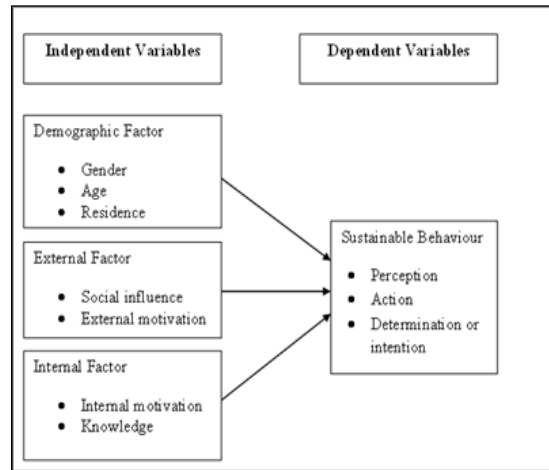 Independent Variables
Dependent Variables
Demographic Factor
• Gender
• Age
• Residence
External Factor
• Social influence
• External motivation
Internal Factor
• Internal motivation
• Knowledge
Sustainable Behaviour
• Perception
• Action
• Determination or
intention